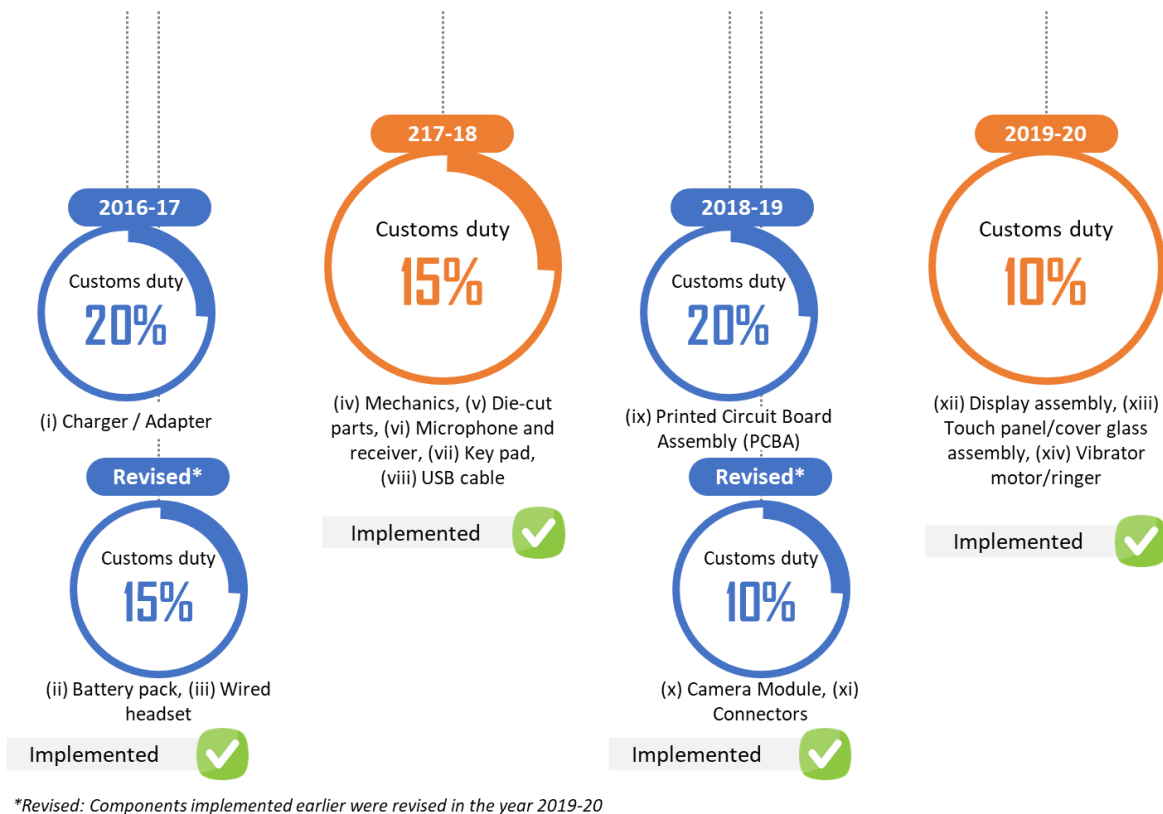 2016-17
Customs duty
20%
(i) Charger / Adapter
Revised*
Customs duty
15%
(ii) Battery pack, (iii) Wired
headset
Implemented
217-18
Customs duty
15%
(iv) Mechanics, (v) Die-cut
parts, (vi) Microphone and
receiver, (vii) Key pad,
(viii) USB cable
Implemented
2018-19
Customs duty
20%
(ix) Printed Circuit Board
Assembly (PCBA)
Revised*
Customs duty
10%
(x) Camera Module, (xi)
Connectors
Implemented
2019-20
Customs duty
10%
(xii) Display assembly, (xiii)
Touch panel/cover glass
assembly, (xiv) Vibrator
motor/ringer
Implemented
*Revised: Components implemented earlier were revised in the year 2019-20